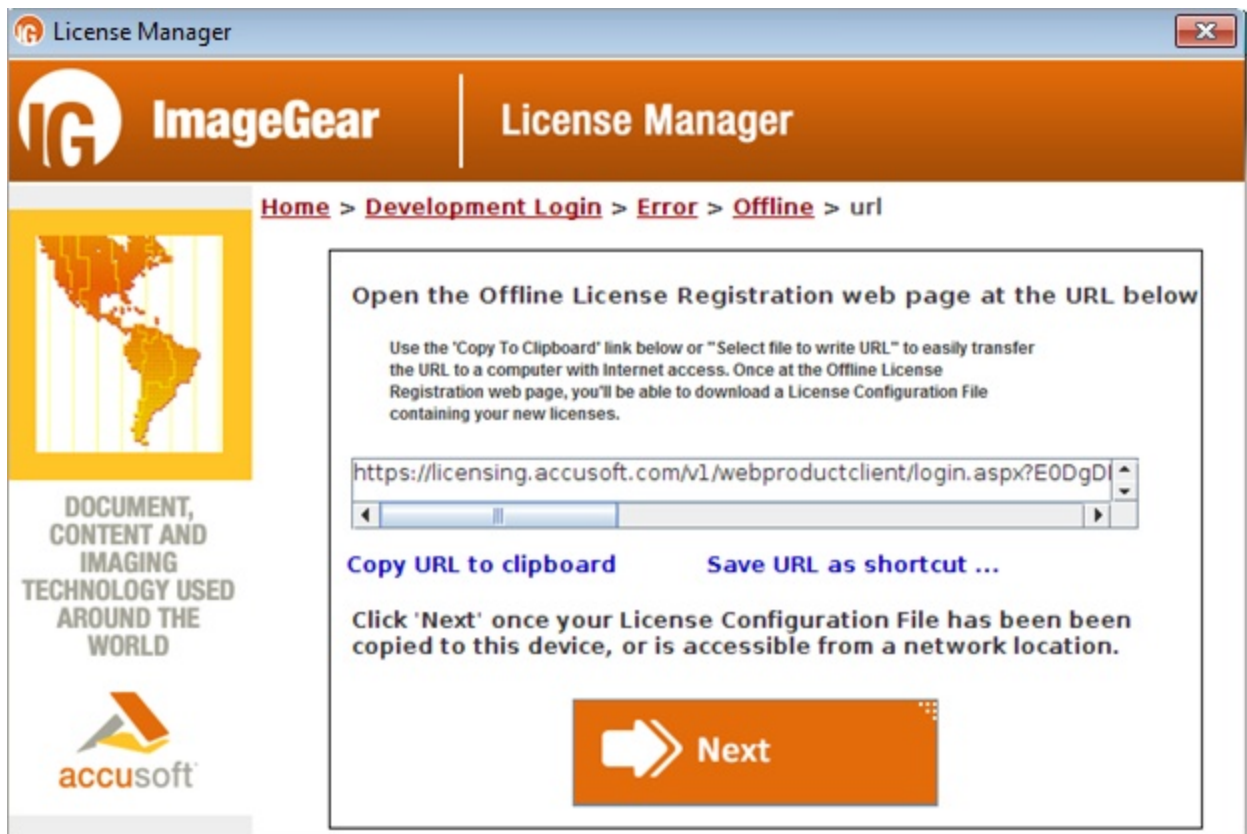 License Manager
IG
ImageGear
License Manager
Home > Development Login > Error > Offline > url
Open the Offline License Registration web page at the URL below
Use the 'Copy To Clipboard' link below or "Select file to write URL" to easily transfer
the URL to a computer with Internet access. Once at the Offline License
Registration web page, you'll be able to download a License Configuration File
containing your new licenses.
https://licensing.accusoft.com/v1/webproductclient/login.aspx?E0DgD
Copy URL to clipboard
Save URL as shortcut ...
Click 'Next' once your License Configuration File has been been
copied to this device, or is accessible from a network location.
Next
DOCUMENT,
CONTENT AND
IMAGING
TECHNOLOGY USED
AROUND THE
WORLD
accusoft